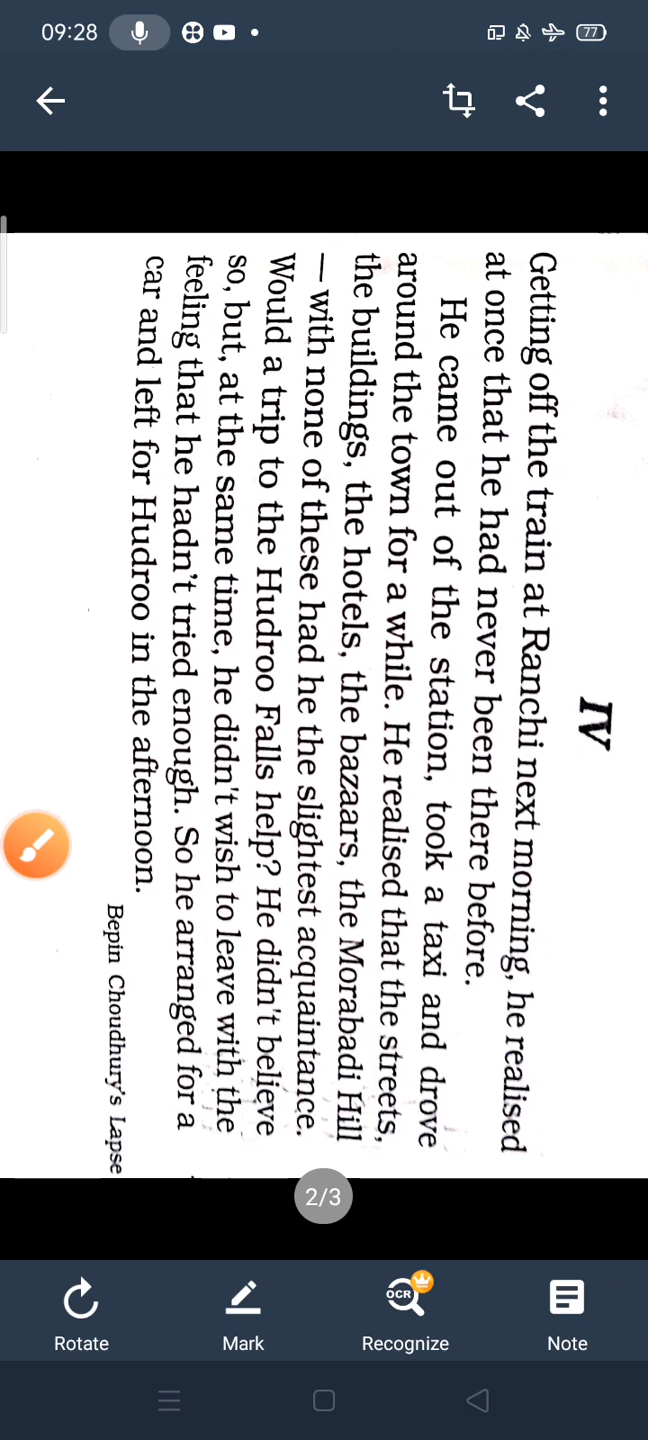 09:28
77
IV
Getting off the train at Ranchi next morning, he realised
at once that he had never been there before.
He came out of the station, took a taxi and drove
around the town for a while. He realised that the streets,
the buildings, the hotels, the bazaars, the Morabadi Hill
— with none of these had he the slightest acquaintance.
Would a trip to the Hudroo Falls help? He didn't believe
so, but, at the same time, he didn't wish to leave with the
feeling that he hadn't tried enough. So he arranged for a
car and left for Hudroo in the afternoon.
Bepin Choudhury's Lapse
2/3
OCR
Rotate
Mark
Recognize
Note